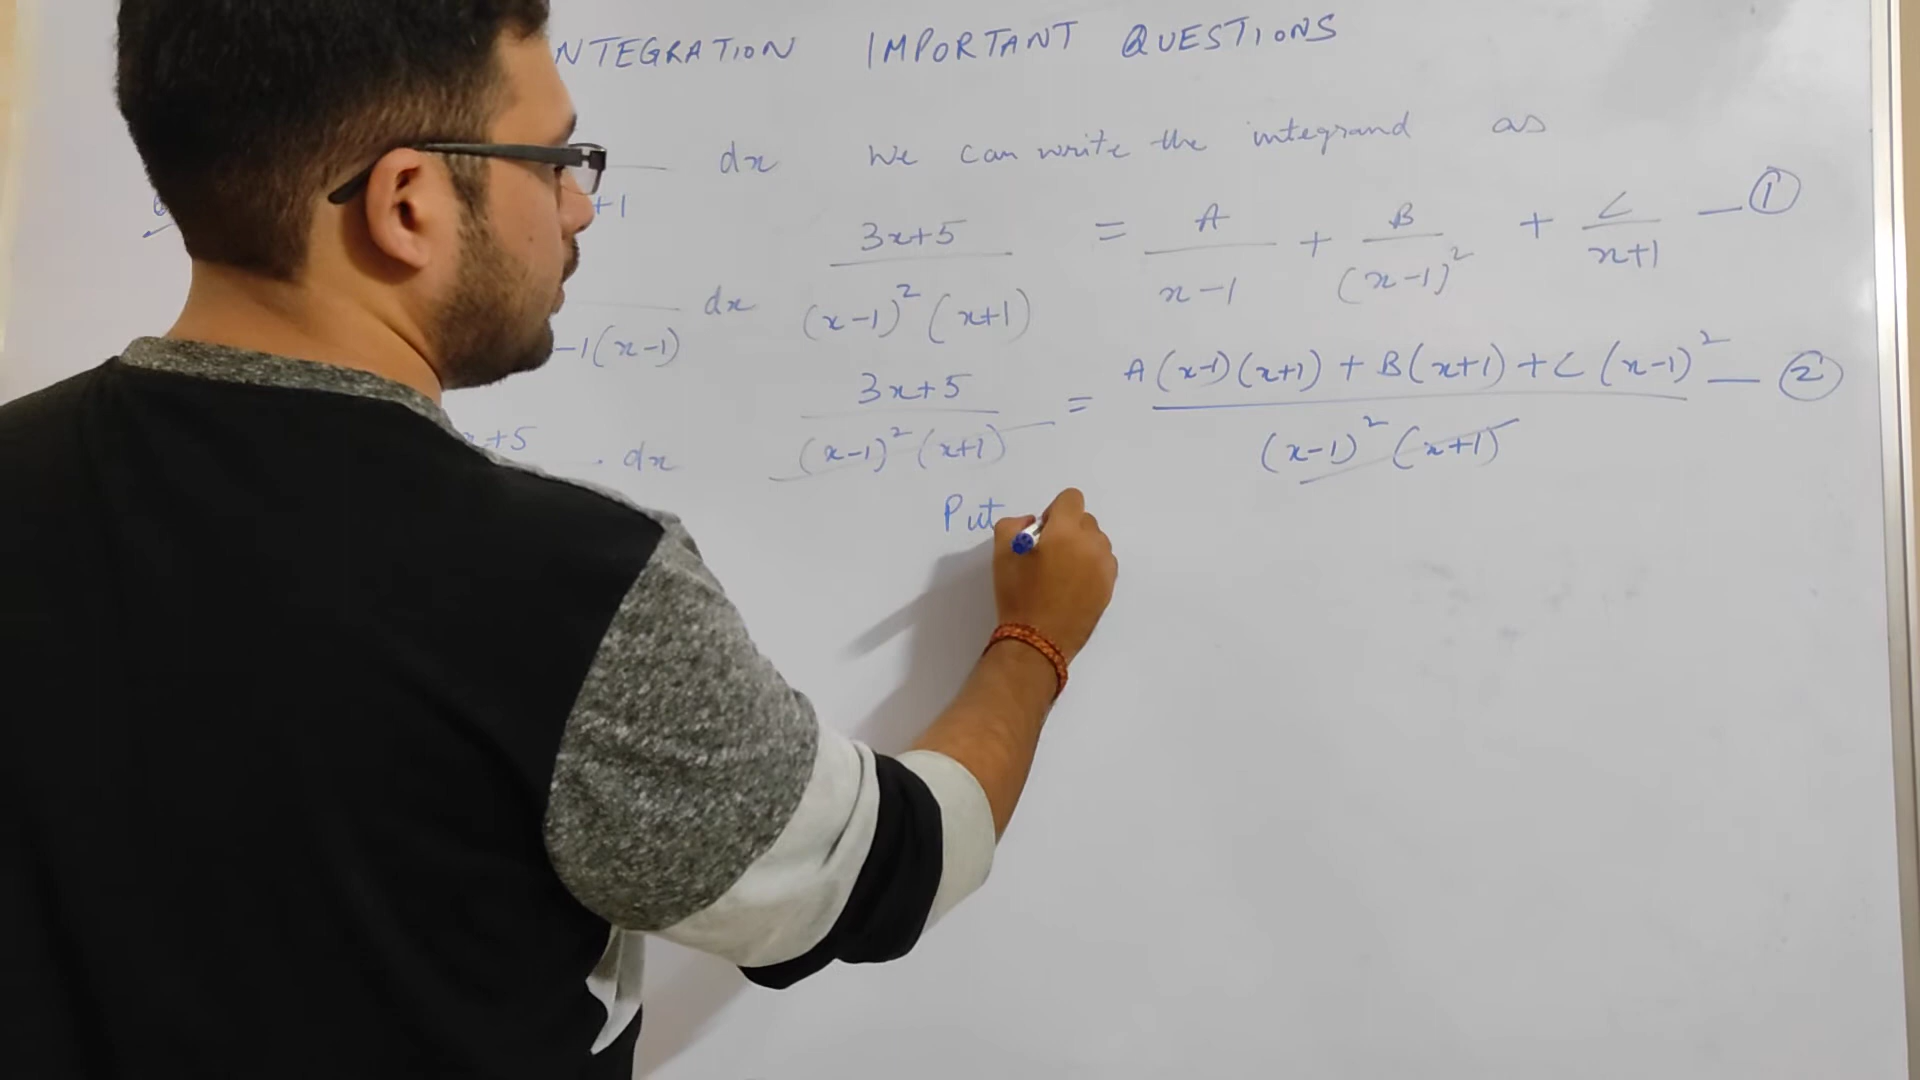 NTEGRATION IMPORTANT QUESTIONS
dx We can write the integrand as
+1
3x+5 / (x-1)² (x+1) = A / x-1 + B / (x-1)² + C / x+1 — ①
dx
-1(x-1)
3x+5 / (x-1)² (x+1) = A(x-1)(x+1) + B(x+1) + C(x-1)² / (x-1)² (x+1) — ②
x+5 . dx
Put